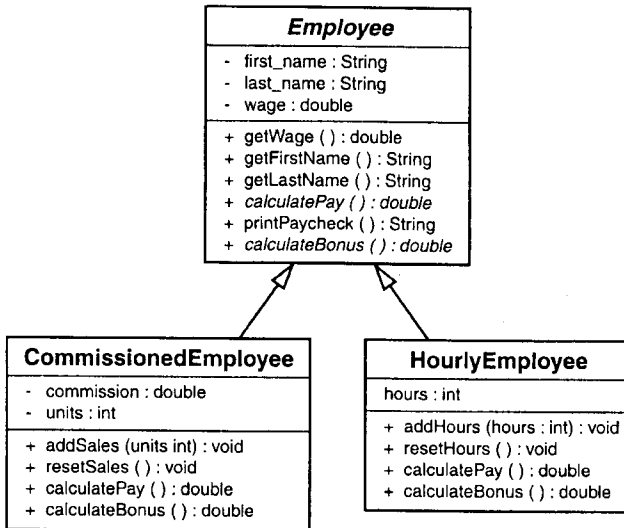 Employee
- first_name : String
- last_name : String
- wage : double
+ getWage ( ) : double
+ getFirstName ( ) : String
+ getLastName ( ) : String
+ calculatePay ( ) : double
+ printPaycheck ( ) : String
+ calculateBonus ( ) : double
CommissionedEmployee
- commission : double
- units : int
+ addSales (units int) : void
+ resetSales ( ) : void
+ calculatePay ( ) : double
+ calculateBonus ( ) : double
HourlyEmployee
hours : int
+ addHours (hours : int) : void
+ resetHours ( ) : void
+ calculatePay ( ) : double
+ calculateBonus ( ) : double